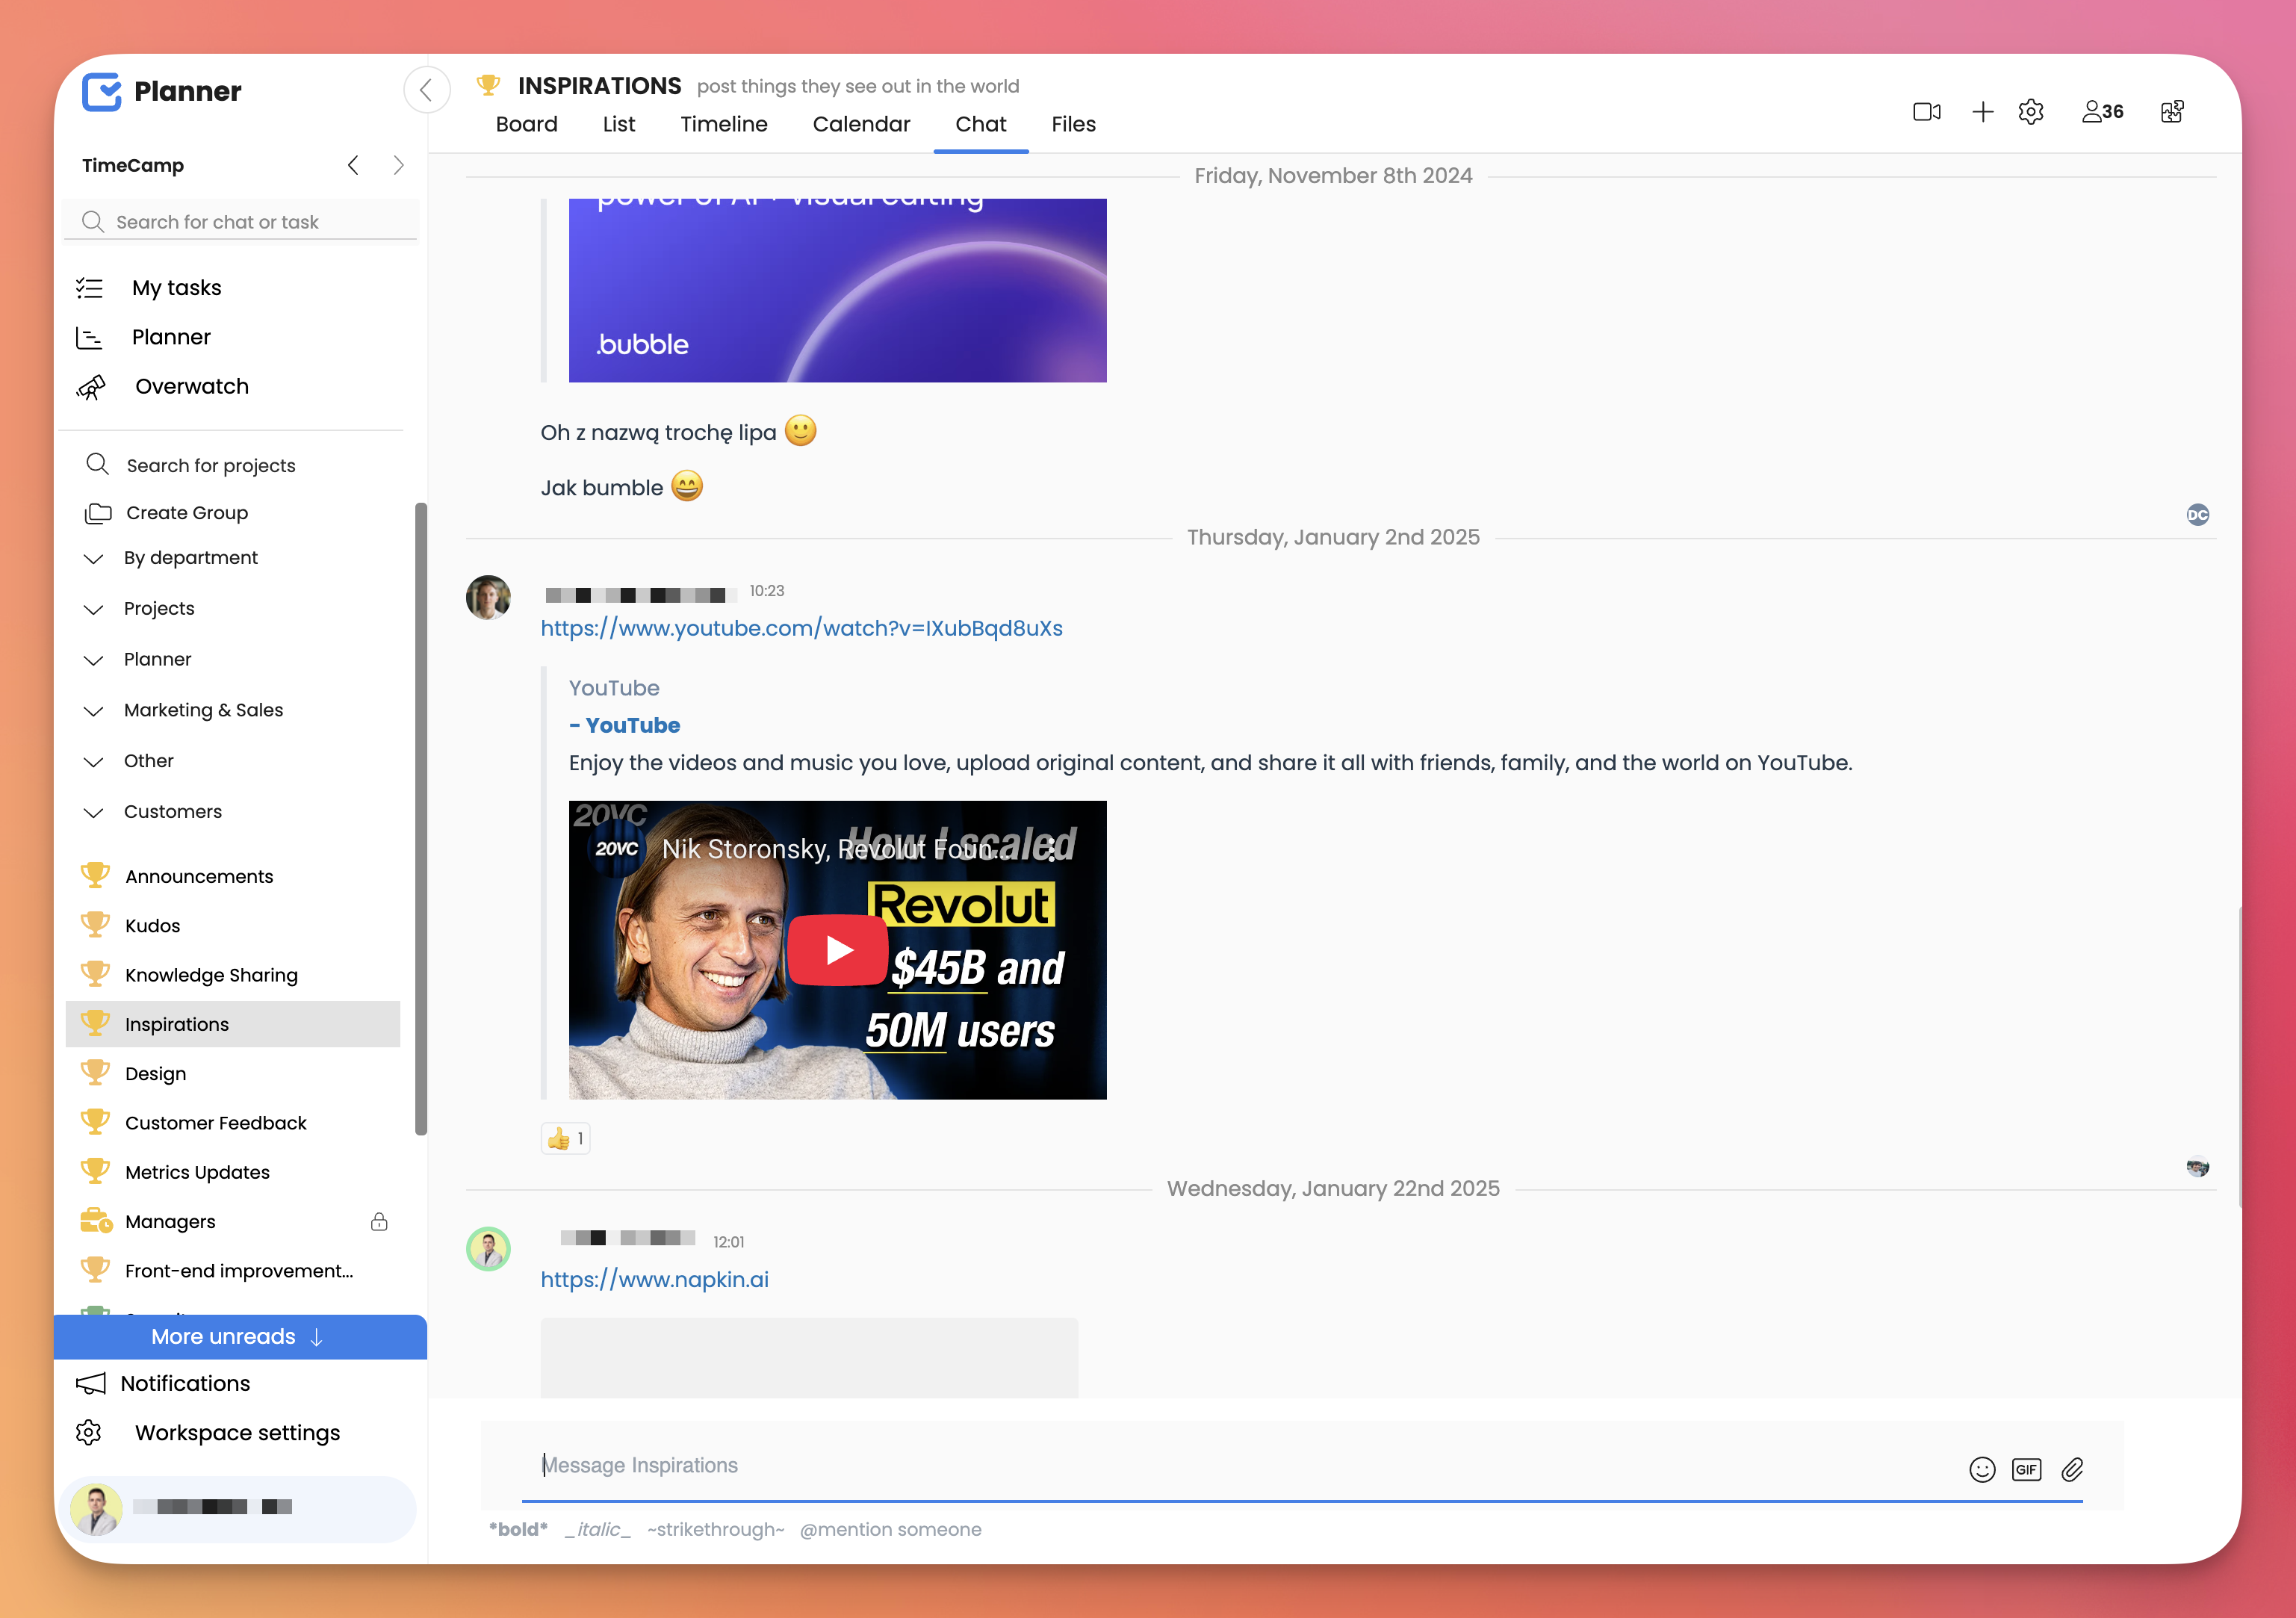 Planner
TimeCamp
Search for chat or task
My tasks
Planner
Overwatch
Search for projects
Create Group
By department
Projects
Planner
Marketing & Sales
Other
Customers
Announcements
Kudos
Knowledge Sharing
Inspirations
Design
Customer Feedback
Metrics Updates
Managers
Front-end improvement...
More unreads ↓
Notifications
Workspace settings
INSPIRATIONS post things they see out in the world
Board List Timeline Calendar Chat Files
36
Friday, November 8th 2024
power of AI + visual editing
.bubble
Oh z nazwą trochę lipa 🙂
Jak bumble 😄
DC
Thursday, January 2nd 2025
10:23
https://www.youtube.com/watch?v=IXubBqd8uXs
YouTube
- YouTube
Enjoy the videos and music you love, upload original content, and share it all with friends, family, and the world on YouTube.
20VC
20VC Nik Storonsky, Revolut Foun...
How I scaled
Revolut
$45B and
50M users
👍 1
Wednesday, January 22nd 2025
12:01
https://www.napkin.ai
Message Inspirations
GIF
*bold* _italic_ ~strikethrough~ @mention someone